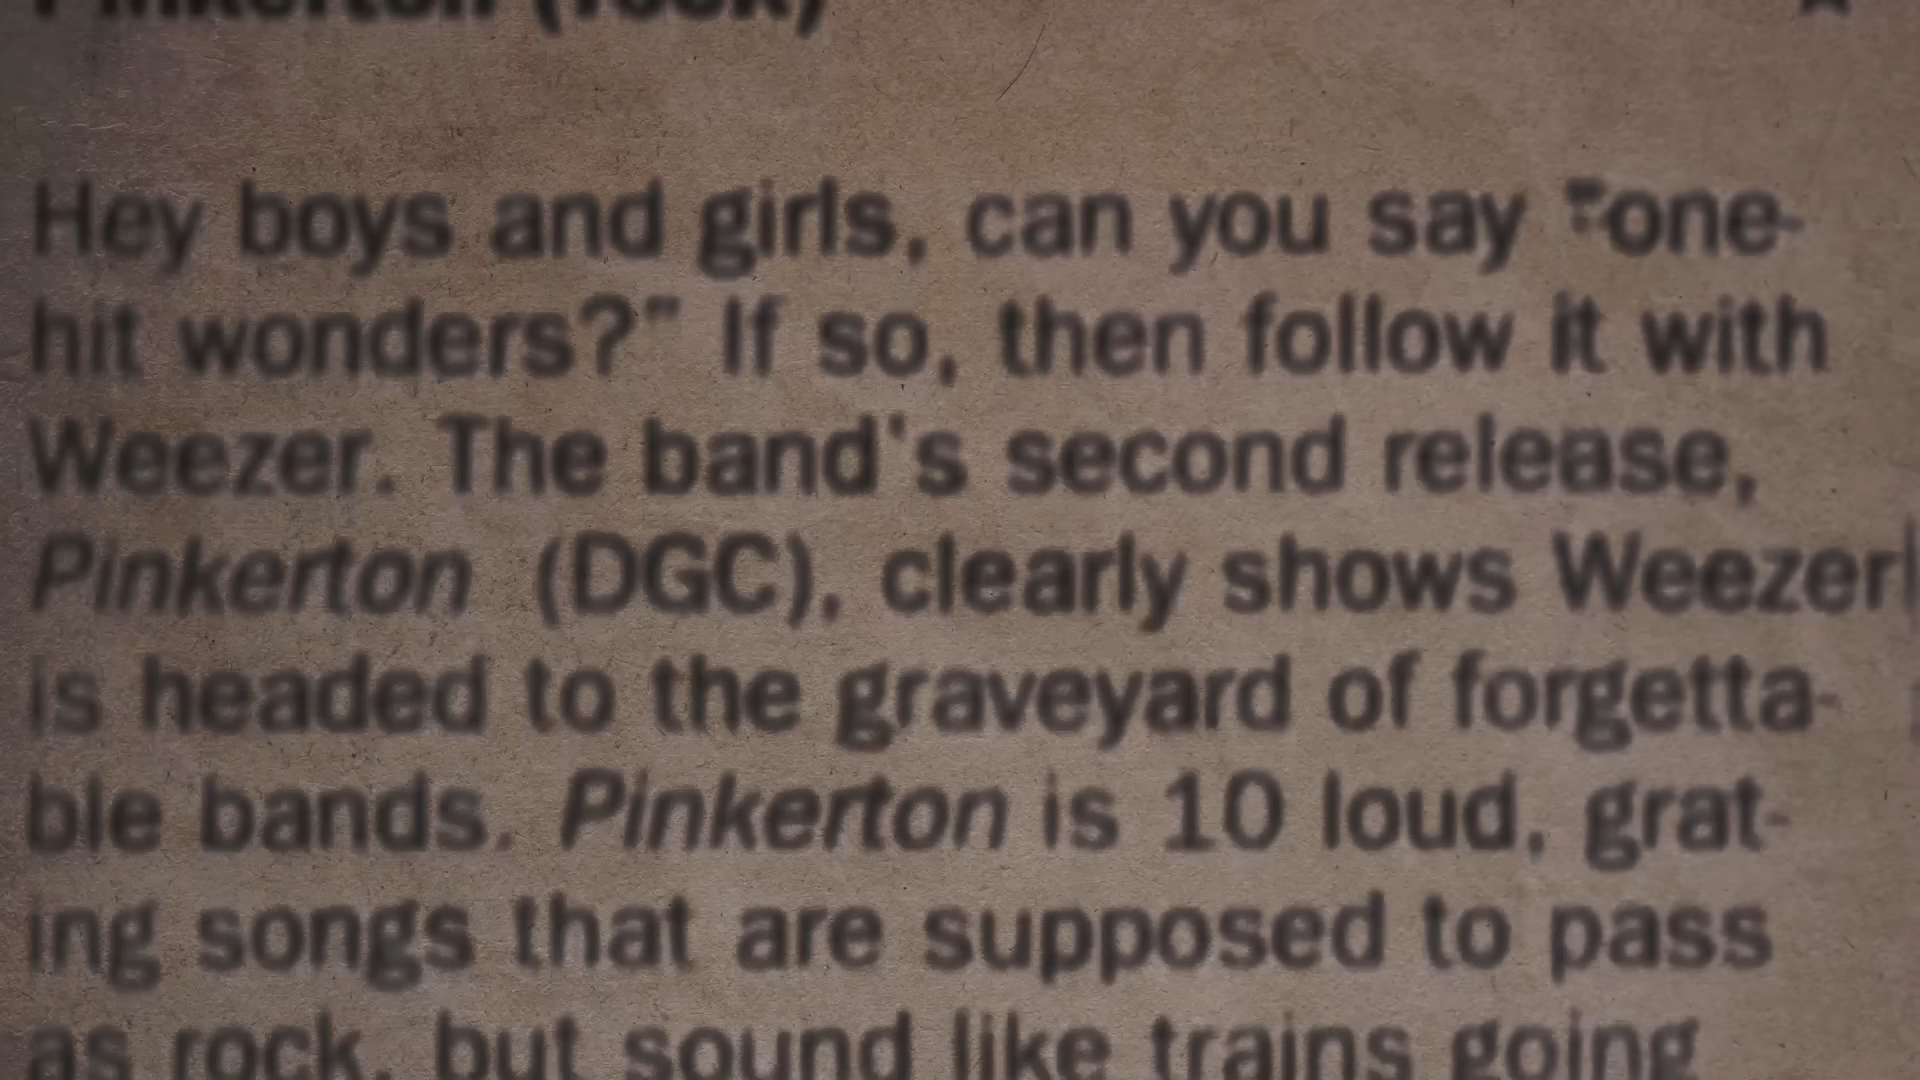 Pinkerton (rock)
Hey boys and girls, can you say "one-
hit wonders?" If so, then follow it with
Weezer. The band's second release,
Pinkerton (DGC), clearly shows Weezer
is headed to the graveyard of forgetta-
ble bands. Pinkerton is 10 loud, grat-
ing songs that are supposed to pass
as rock, but sound like trains going